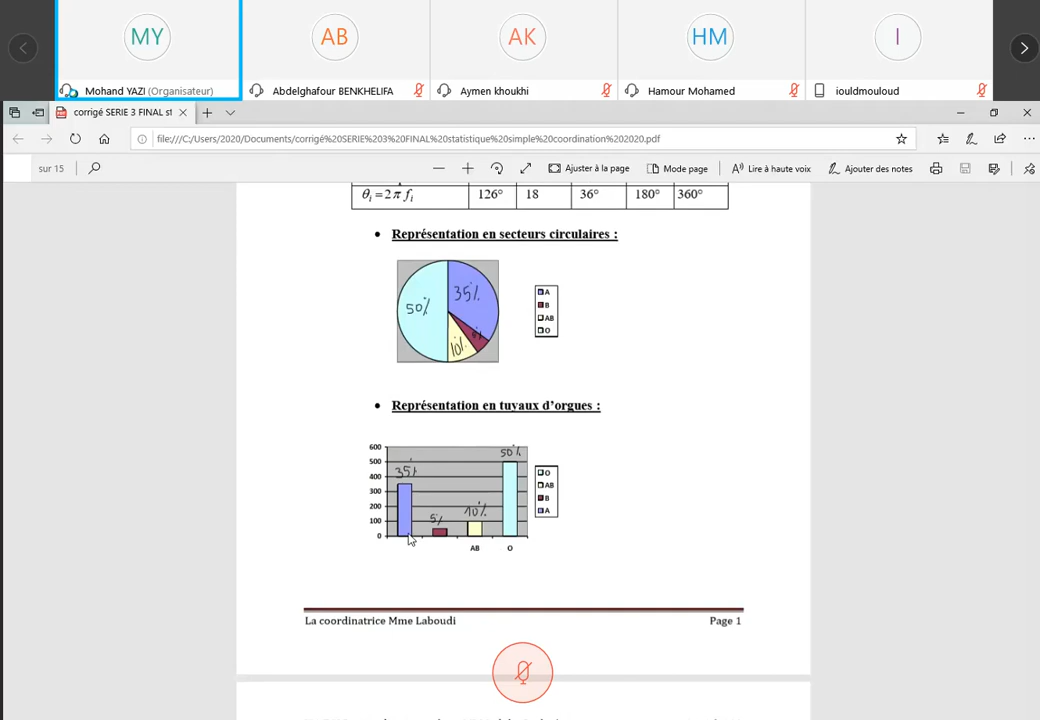 MY AB AK HM I
Mohand YAZI (Organisateur) Abdelghafour BENKHELIFA Aymen khoukhi Hamour Mohamed iouldmouloud
corrigé SERIE 3 FINAL st
file:///C:/Users/2020/Documents/corrigé%20SERIE%203%20FINAL%20statistique%20simple%20coordination%202020.pdf
sur 15 Ajuster à la page Mode page Lire à haute voix Ajouter des notes
θi = 2π fi 126° 18 36° 180° 360°
• Représentation en secteurs circulaires :
50% 35% 10%
A
B
AB
O
• Représentation en tuyaux d'orgues :
600
500
400
300
200
100
0
35% 5% 10% 50%
AB O
O
AB
B
A
La coordinatrice Mme Laboudi Page 1